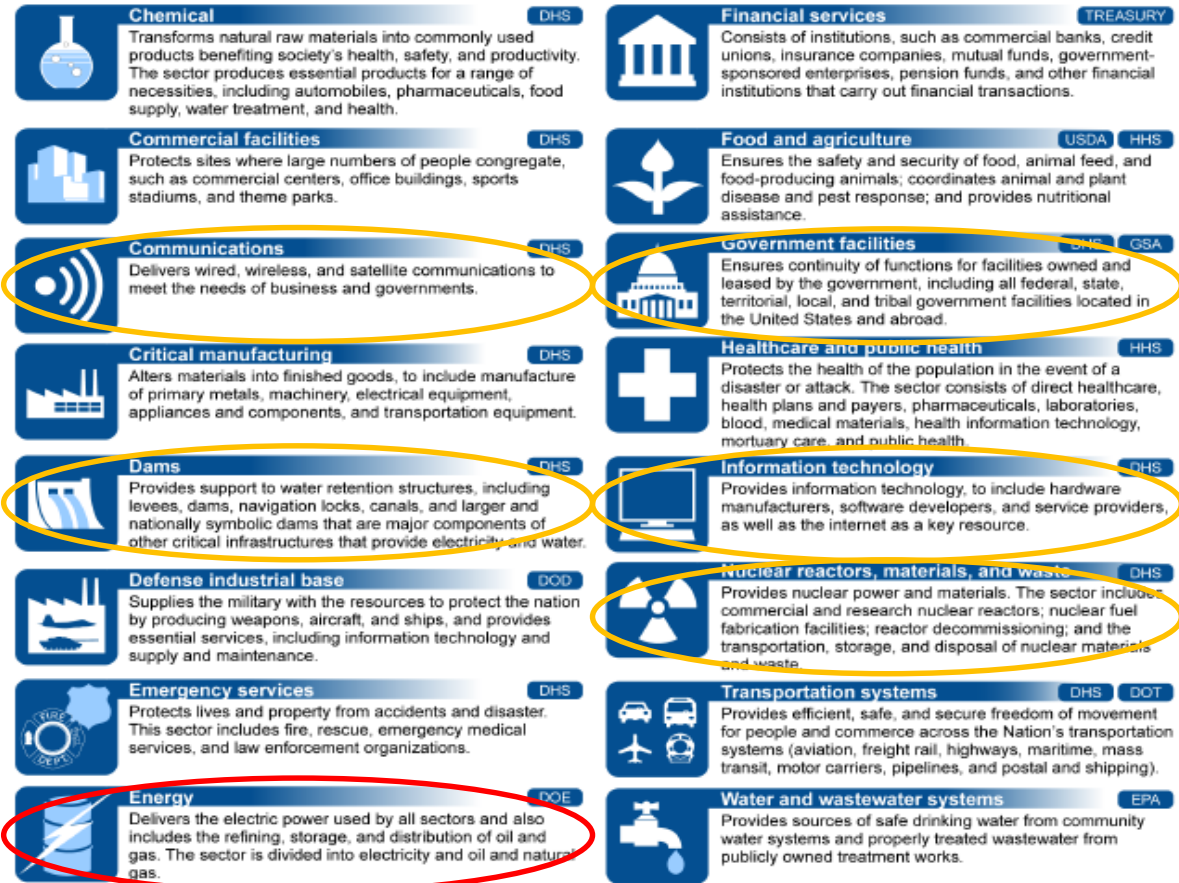 Chemical DHS
Transforms natural raw materials into commonly used
products benefiting society's health, safety, and productivity.
The sector produces essential products for a range of
necessities, including automobiles, pharmaceuticals, food
supply, water treatment, and health.
Commercial facilities DHS
Protects sites where large numbers of people congregate,
such as commercial centers, office buildings, sports
stadiums, and theme parks.
Communications DHS
Delivers wired, wireless, and satellite communications to
meet the needs of business and governments.
Critical manufacturing DHS
Alters materials into finished goods, to include manufacture
of primary metals, machinery, electrical equipment,
appliances and components, and transportation equipment.
Dams DHS
Provides support to water retention structures, including
levees, dams, navigation locks, canals, and larger and
nationally symbolic dams that are major components of
other critical infrastructures that provide electricity and water.
Defense industrial base DOD
Supplies the military with the resources to protect the nation
by producing weapons, aircraft, and ships, and provides
essential services, including information technology and
supply and maintenance.
FIRE
DEPT
Emergency services DHS
Protects lives and property from accidents and disaster.
This sector includes fire, rescue, emergency medical
services, and law enforcement organizations.
Energy DOE
Delivers the electric power used by all sectors and also
includes the refining, storage, and distribution of oil and
gas. The sector is divided into electricity and oil and natural
gas.
Financial services TREASURY
Consists of institutions, such as commercial banks, credit
unions, insurance companies, mutual funds, government-
sponsored enterprises, pension funds, and other financial
institutions that carry out financial transactions.
Food and agriculture USDA HHS
Ensures the safety and security of food, animal feed, and
food-producing animals; coordinates animal and plant
disease and pest response; and provides nutritional
assistance.
Government facilities DHS GSA
Ensures continuity of functions for facilities owned and
leased by the government, including all federal, state,
territorial, local, and tribal government facilities located in
the United States and abroad.
Healthcare and public health HHS
Protects the health of the population in the event of a
disaster or attack. The sector consists of direct healthcare,
health plans and payers, pharmaceuticals, laboratories,
blood, medical materials, health information technology,
mortuary care, and public health.
Information technology DHS
Provides information technology, to include hardware
manufacturers, software developers, and service providers,
as well as the internet as a key resource.
Nuclear reactors, materials, and waste DHS
Provides nuclear power and materials. The sector includes
commercial and research nuclear reactors; nuclear fuel
fabrication facilities; reactor decommissioning; and the
transportation, storage, and disposal of nuclear materials
and waste.
Transportation systems DHS DOT
Provides efficient, safe, and secure freedom of movement
for people and commerce across the Nation's transportation
systems (aviation, freight rail, highways, maritime, mass
transit, motor carriers, pipelines, and postal and shipping).
Water and wastewater systems EPA
Provides sources of safe drinking water from community
water systems and properly treated wastewater from
publicly owned treatment works.